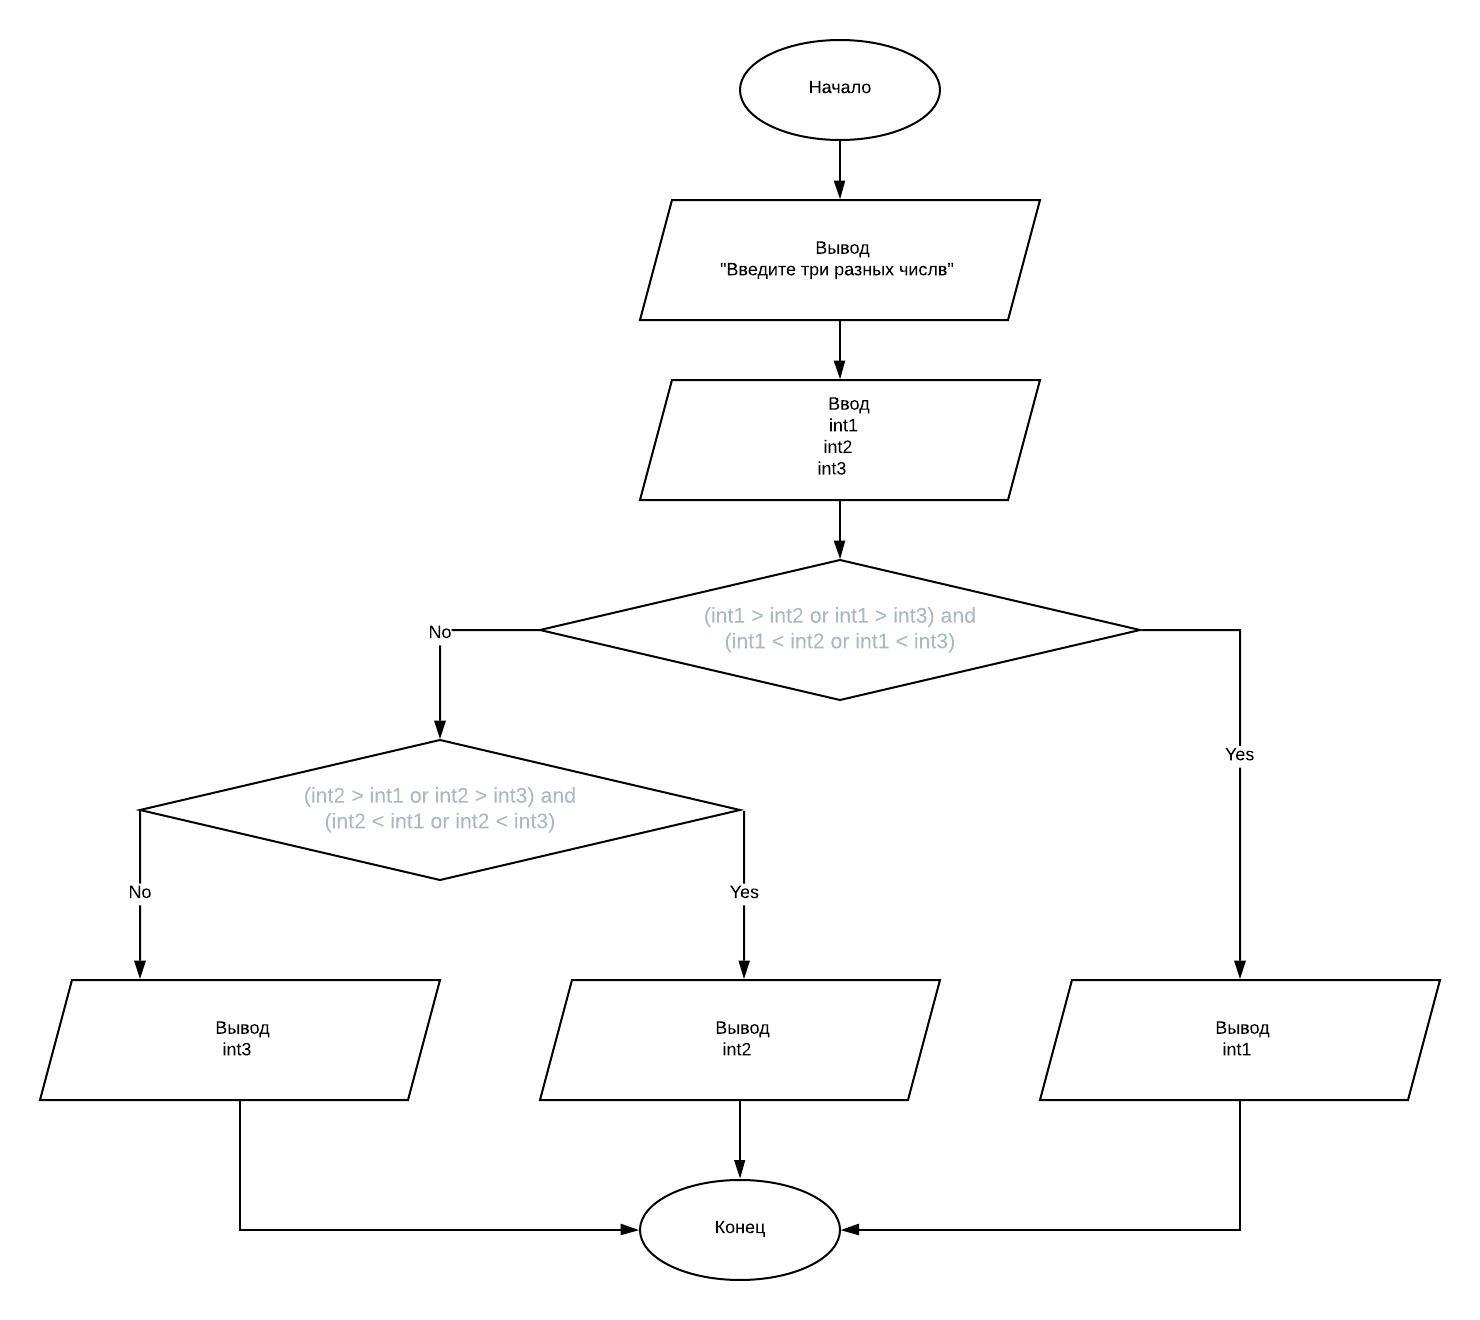 Начало
Вывод
"Введите три разных числв"
Ввод
int1
int2
int3
(int1 > int2 or int1 > int3) and
(int1 < int2 or int1 < int3)
No
Yes
(int2 > int1 or int2 > int3) and
(int2 < int1 or int2 < int3)
No
Yes
Вывод
int3
Вывод
int2
Вывод
int1
Конец